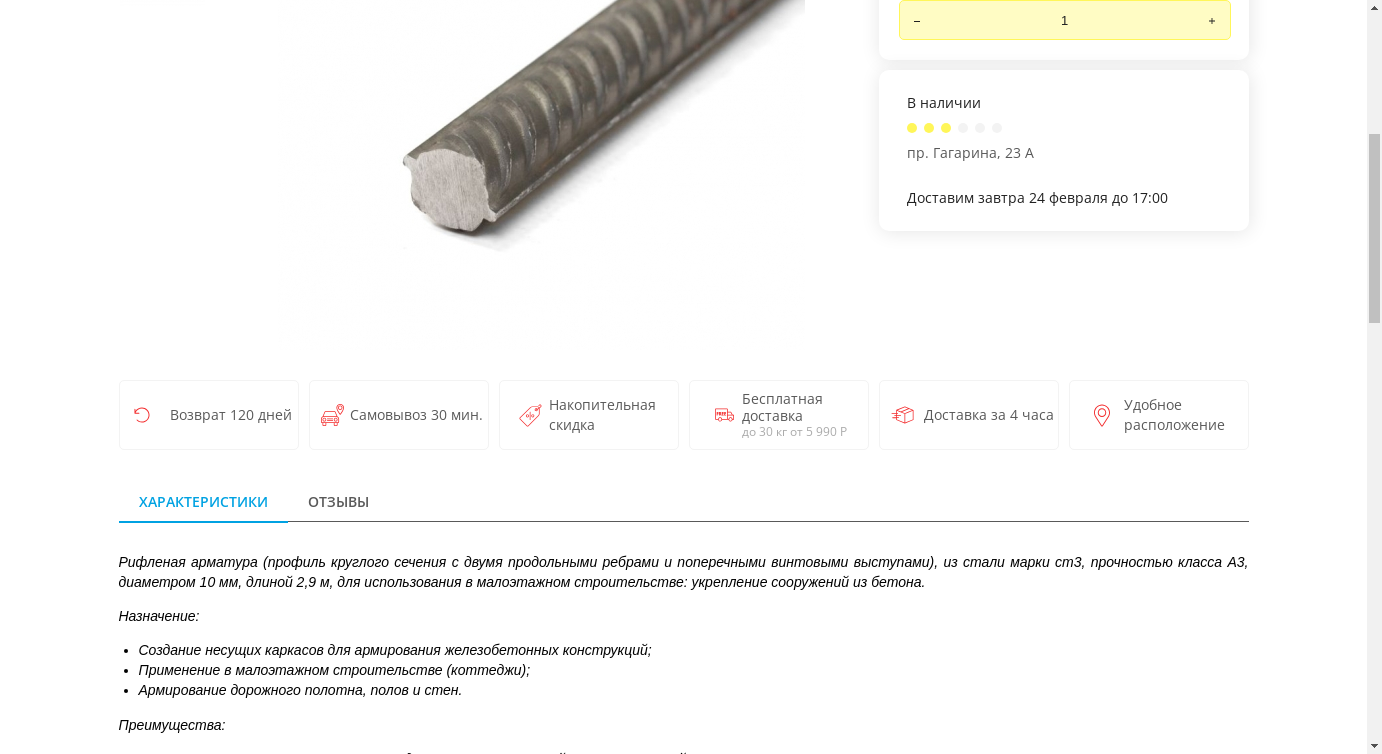 – 1 +
В наличии
пр. Гагарина, 23 А
Доставим завтра 24 февраля до 17:00
Возврат 120 дней
Самовывоз 30 мин.
Накопительная
скидка
Бесплатная
доставка
до 30 кг от 5 990 Р
Доставка за 4 часа
Удобное
расположение
ХАРАКТЕРИСТИКИ ОТЗЫВЫ
Рифленая арматура (профиль круглого сечения с двумя продольными ребрами и поперечными винтовыми выступами), из стали марки ст3, прочностью класса А3,
диаметром 10 мм, длиной 2,9 м, для использования в малоэтажном строительстве: укрепление сооружений из бетона.
Назначение:
• Создание несущих каркасов для армирования железобетонных конструкций;
• Применение в малоэтажном строительстве (коттеджи);
• Армирование дорожного полотна, полов и стен.
Преимущества: